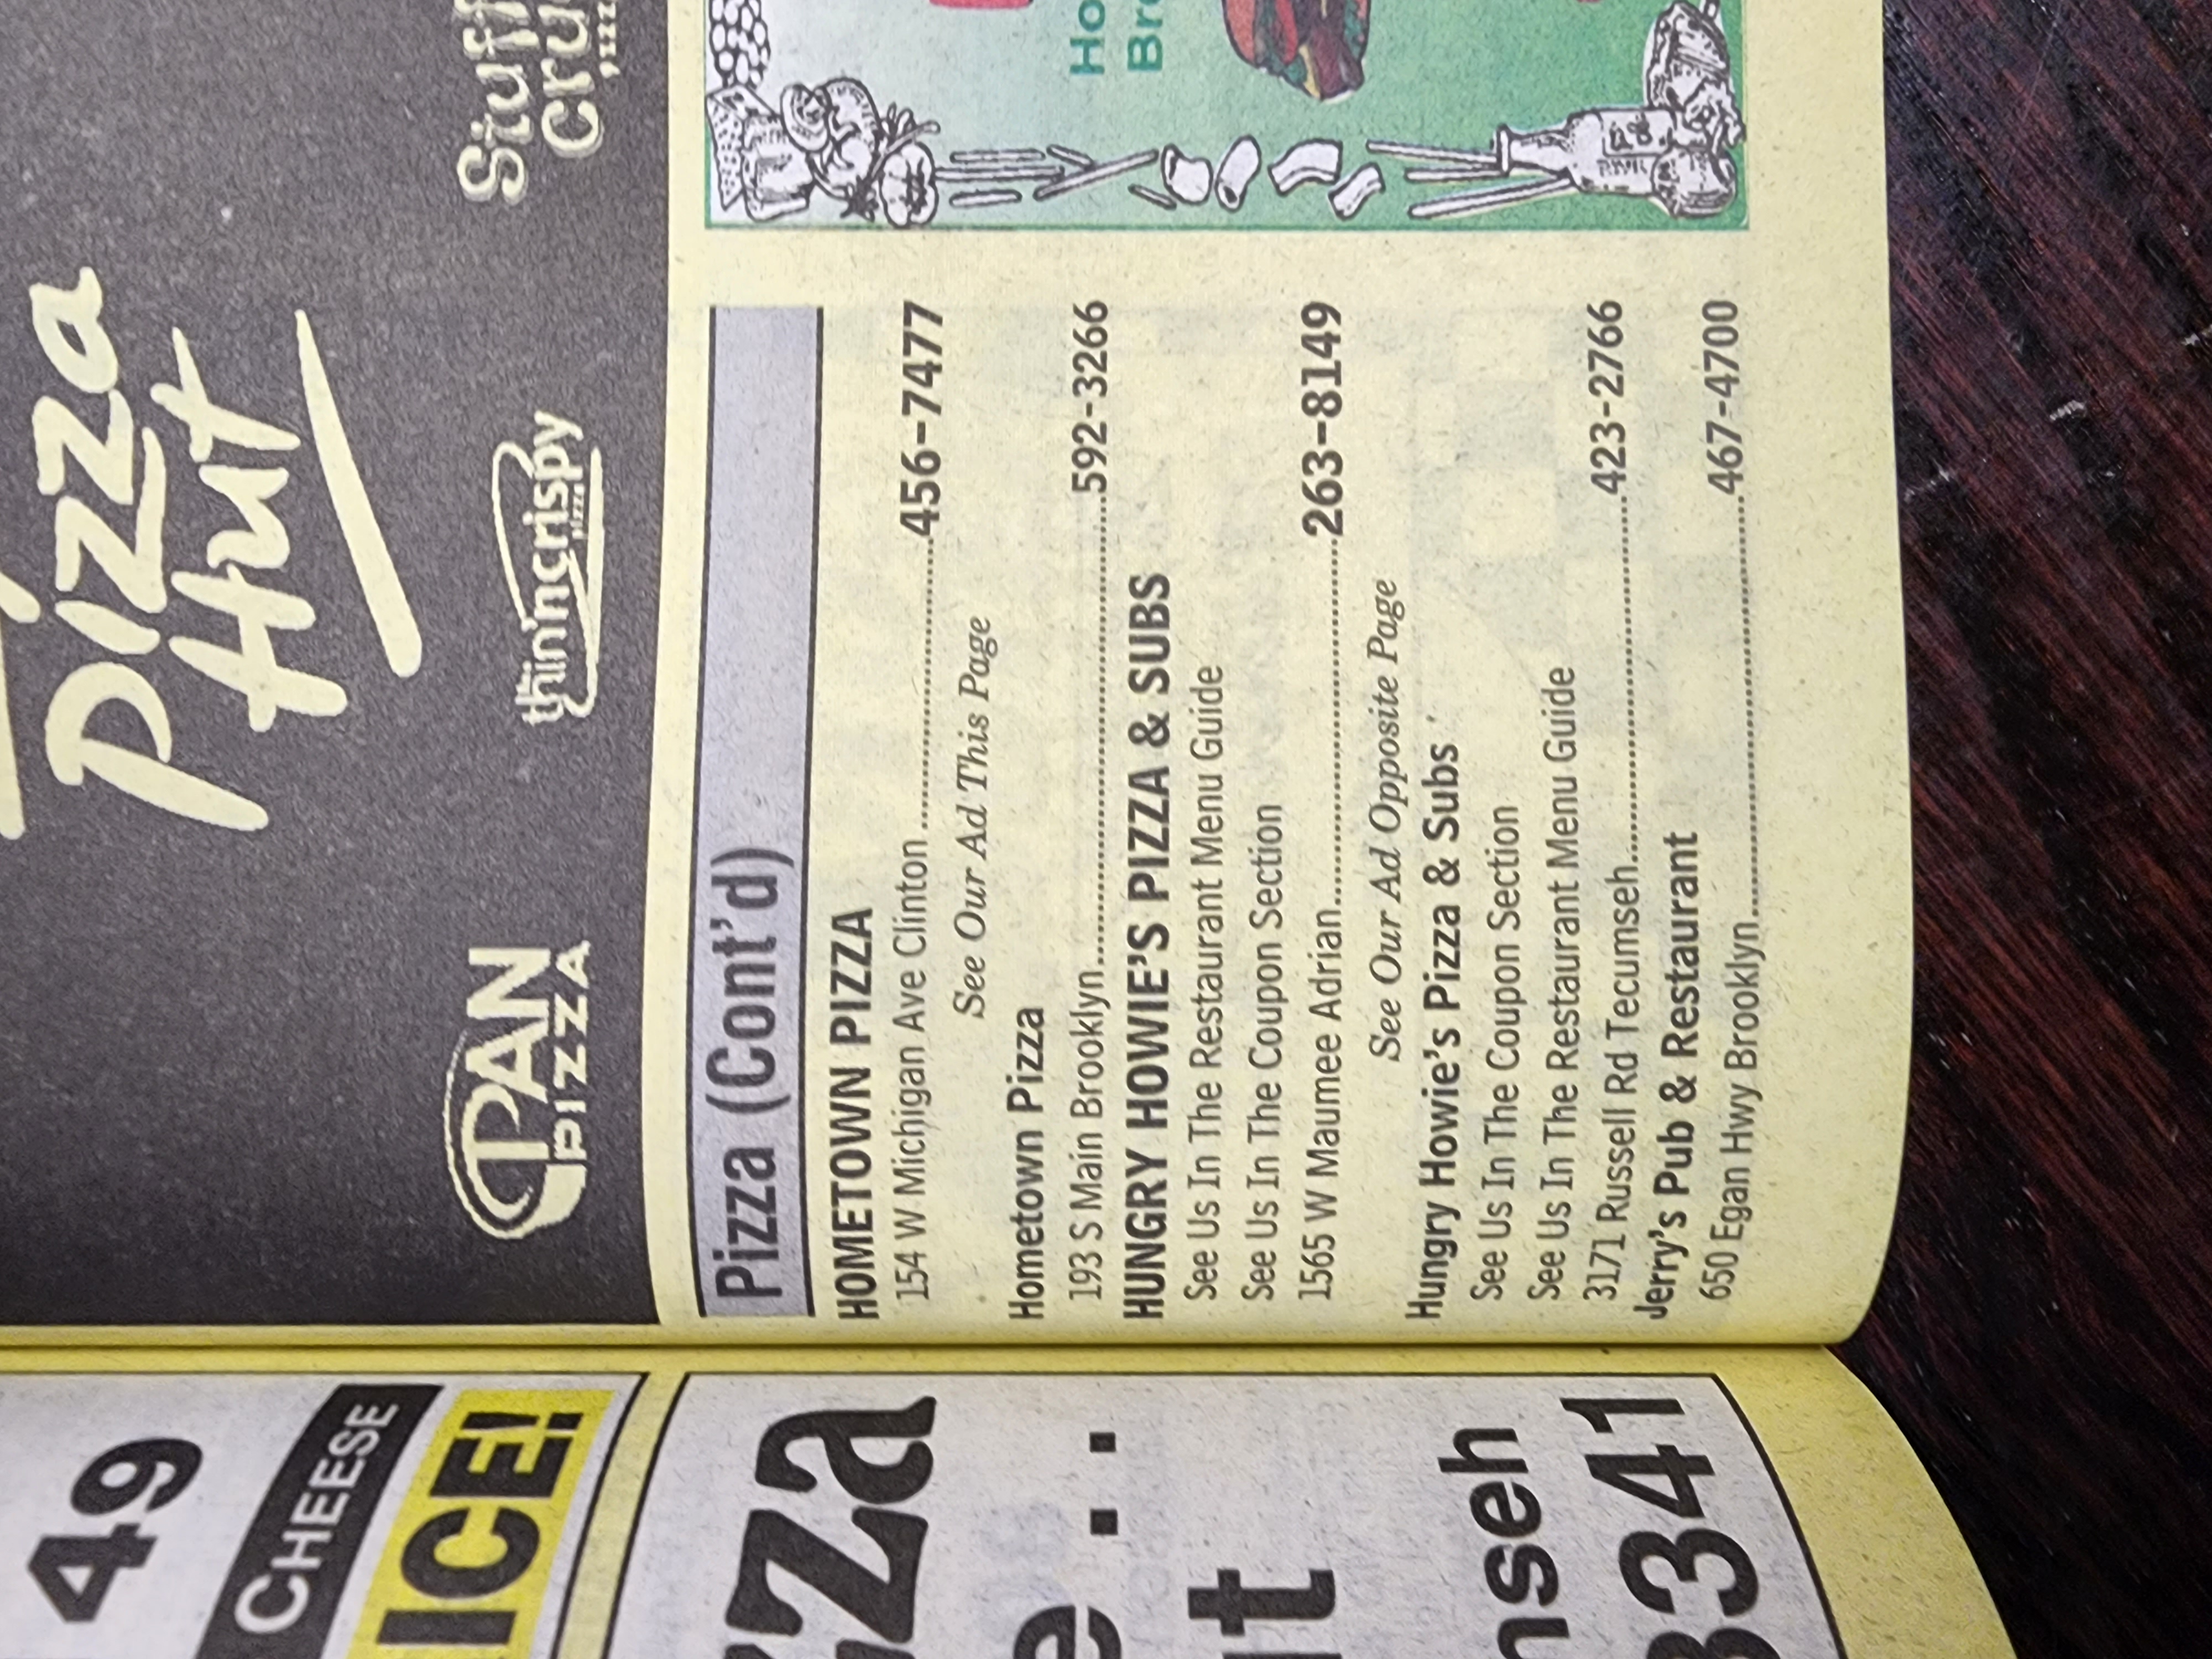 Pizza
Hut
PAN
PIZZA
thin'ncrispy
PIZZA
Pizza (Cont'd)
HOMETOWN PIZZA
154 W Michigan Ave Clinton..........456-7477
See Our Ad This Page
Hometown Pizza
193 S Main Brooklyn..........592-3266
HUNGRY HOWIE'S PIZZA & SUBS
See Us In The Restaurant Menu Guide
See Us In The Coupon Section
1565 W Maumee Adrian..........263-8149
See Our Ad Opposite Page
Hungry Howie's Pizza & Subs
See Us In The Coupon Section
See Us In The Restaurant Menu Guide
3171 Russell Rd Tecumseh..........423-2766
Jerry's Pub & Restaurant
650 Egan Hwy Brooklyn..........467-4700
49
CHEESE